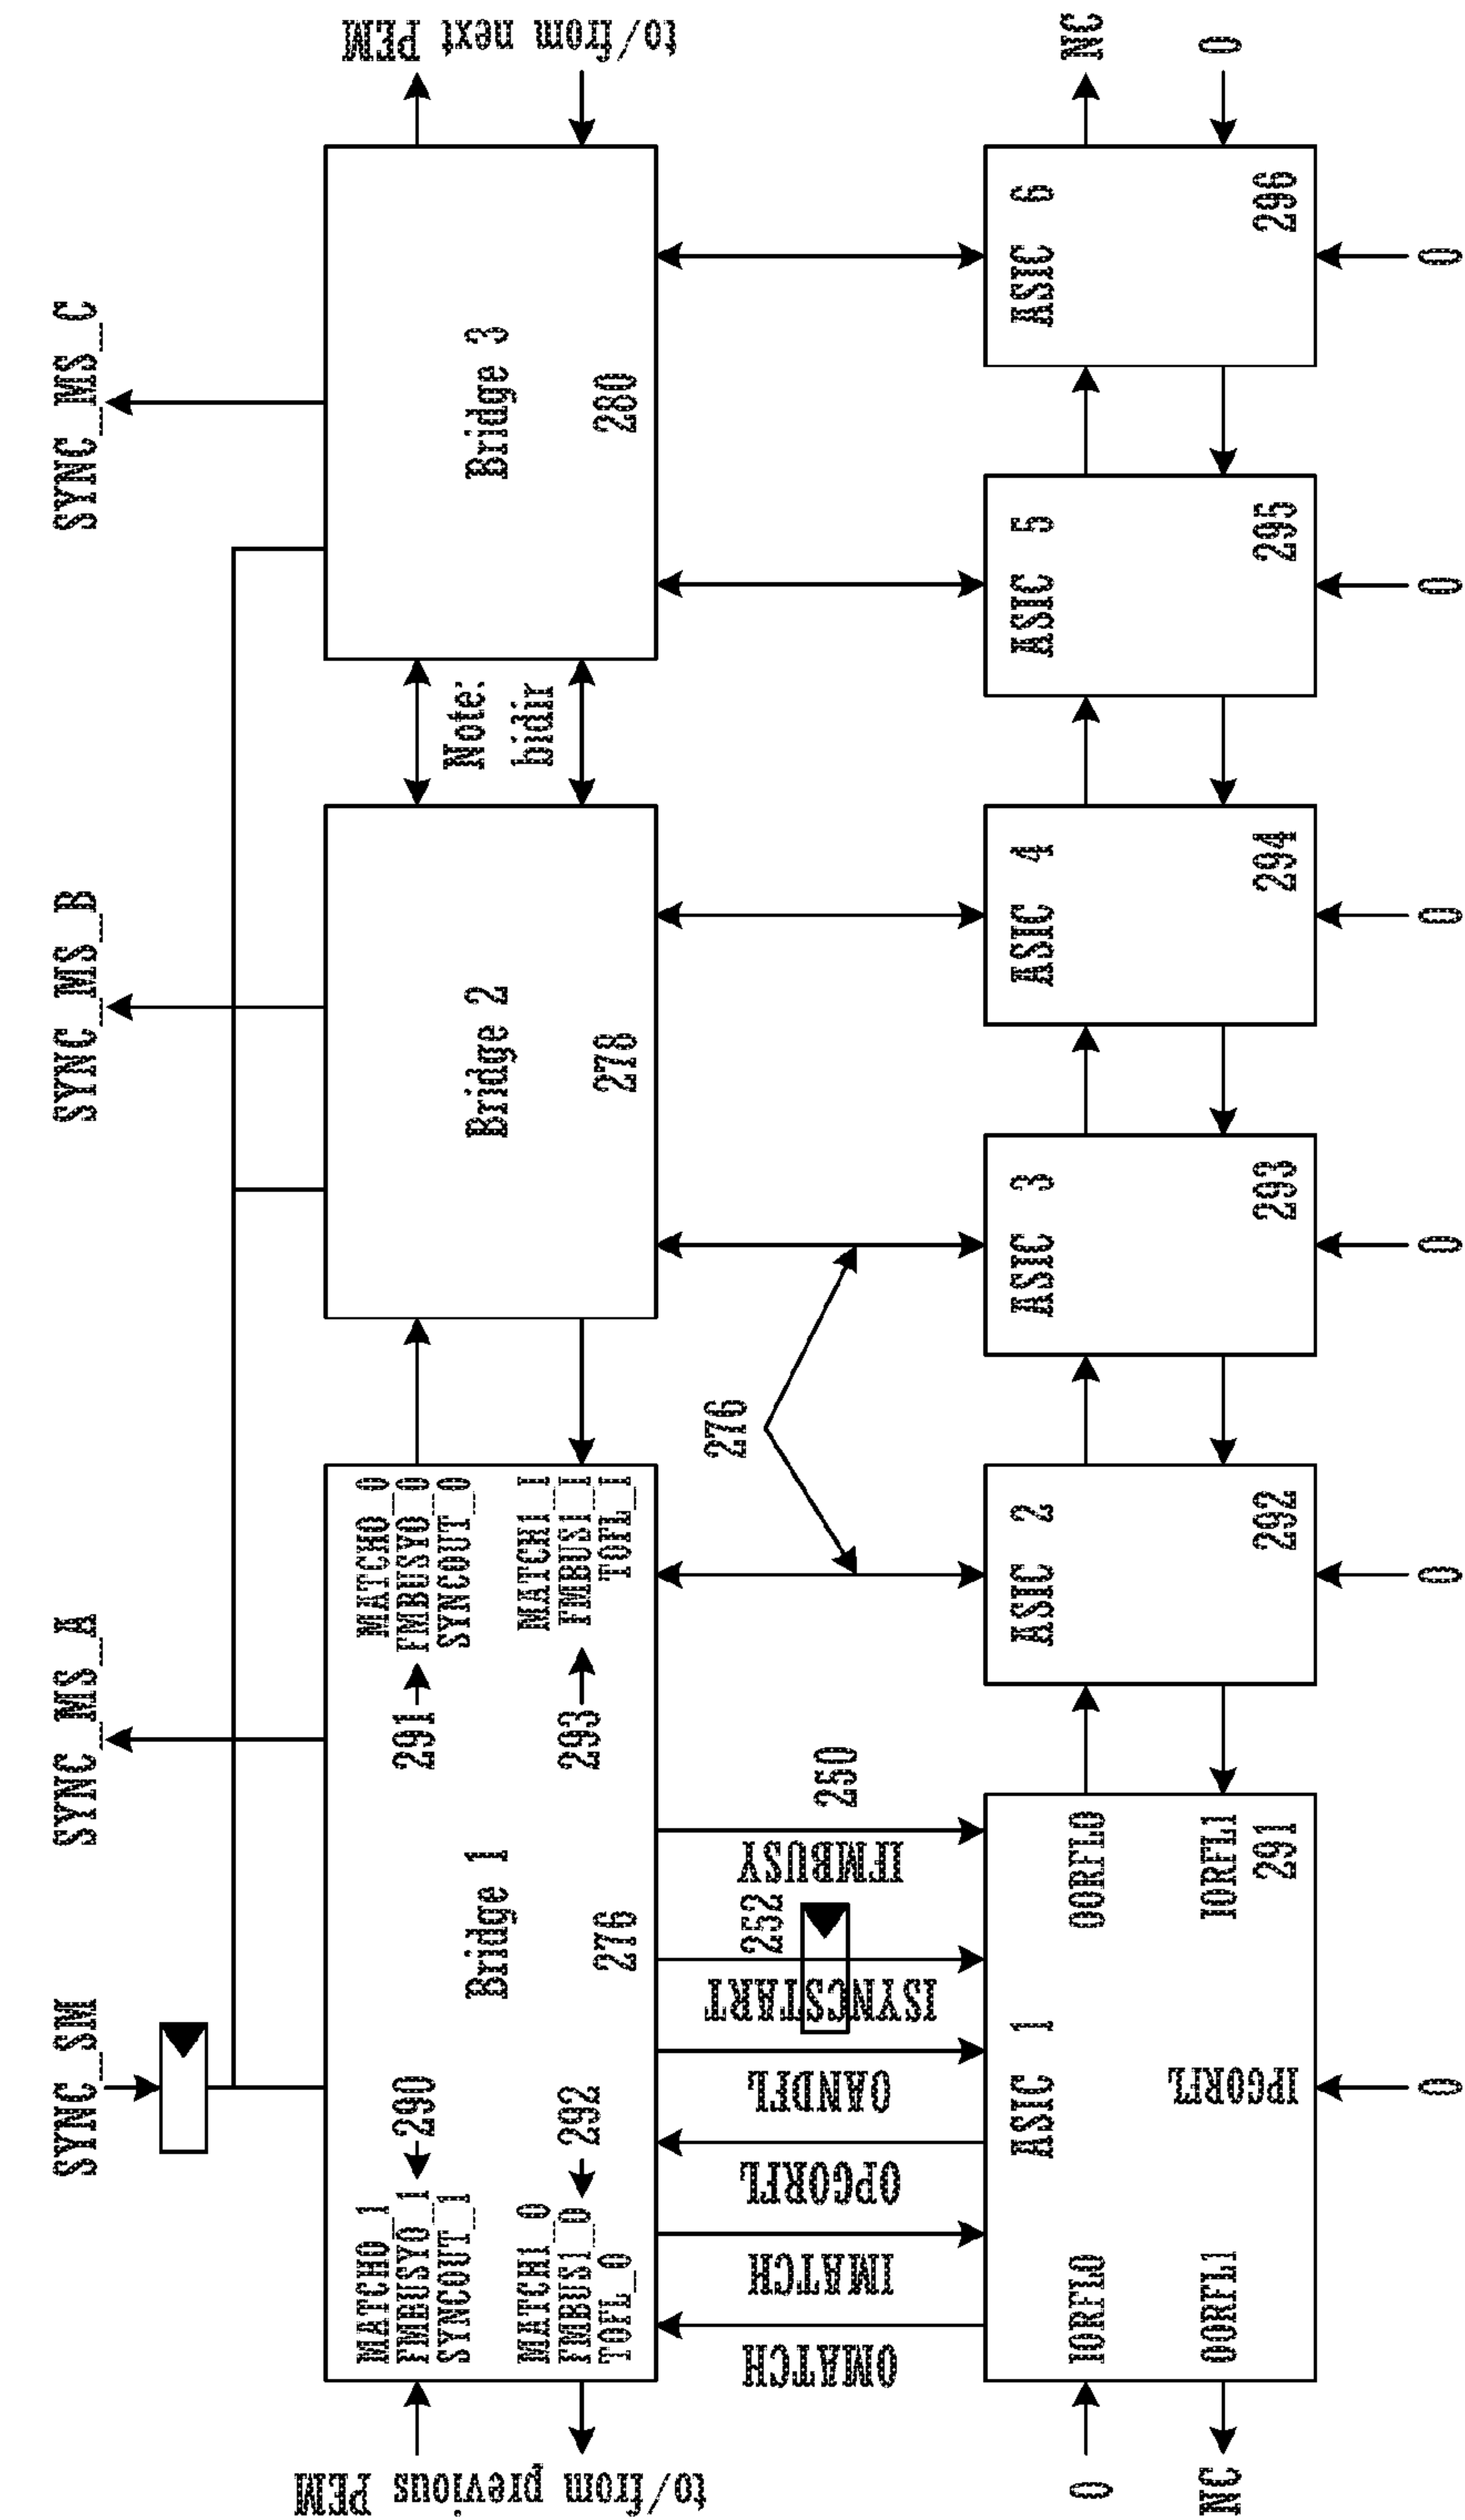 SYNC_SM
SYNC_MS_A
SYNC_MS_B
SYNC_MS_C
to/from previous PEM
MATCH0_1
FMBUSY0_1
SYNCOUT_1
290
MATCH1_0
FMBUS1_0
TOFL_0
292
Bridge 1
276
291
MATCH0_0
FMBUSY0_0
SYNCOUT_0
293
MATCH1_I
FMBUS1_I
TOFL_I
Bridge 2
278
Note:
bidir
Bridge 3
280
to/from next PEM
OMATCH
IMATCH
OPGORFL
OANDFL
ISYNCSTART
252
IFMBUSY
250
276
0
NC
IORFL0
OORFL1
ASIC 1
IPGORFL
OORFL0
IORFL1
291
ASIC 2
292
ASIC 3
293
ASIC 4
294
ASIC 5
295
ASIC 6
296
NC
0
0
0
0
0
0
0